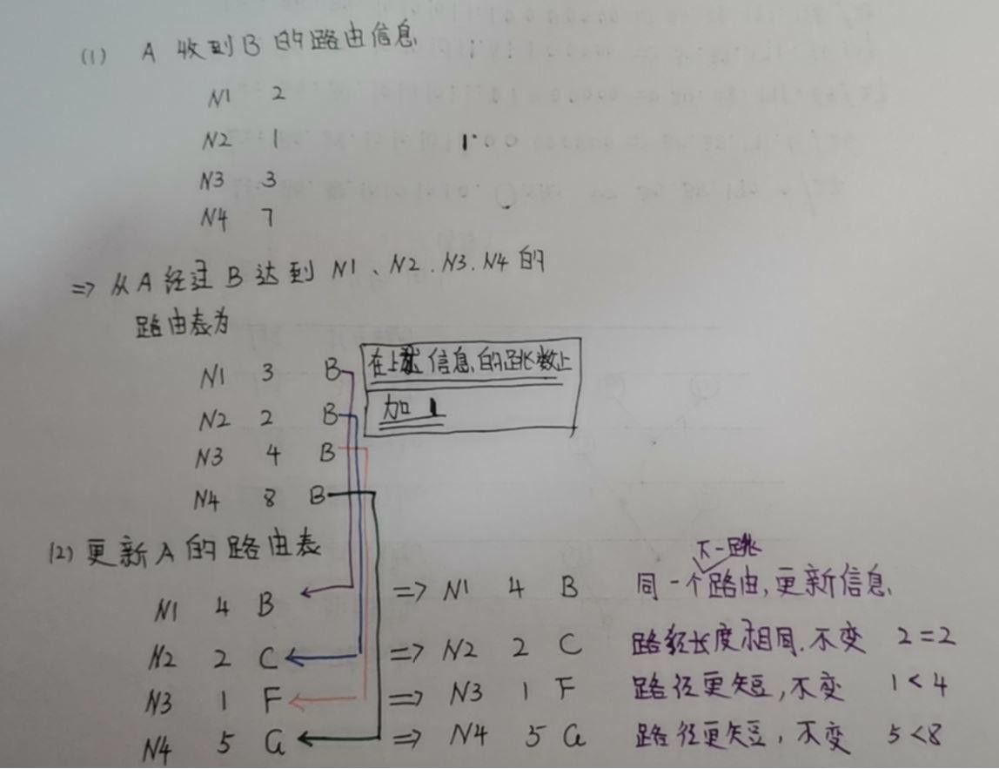 (1) A 收到B的路由信息
N1 2
N2 1
N3 3
N4 7
=> 从A经过B达到 N1、N2.N3.N4的
路由表为
N1 3 B
N2 2 B
N3 4 B
N4 8 B
在上述信息的跳数上
加 1
(2) 更新A的路由表
N1 4 B => N1 4 B 同一个下一跳路由,更新信息.
N2 2 C => N2 2 C 路径长度相同.不变 2=2
N3 1 F => N3 1 F 路径更短,不变 1<4
N4 5 G => N4 5 G 路径更短,不变 5<8